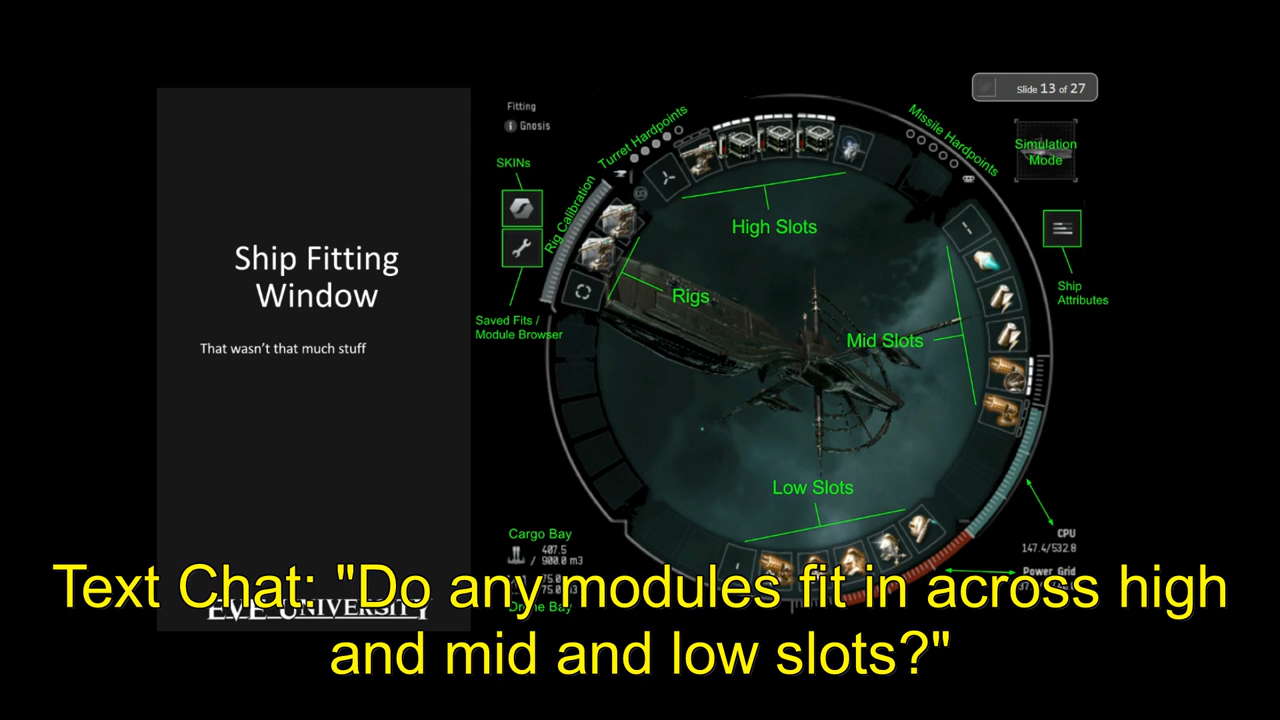 Slide 13 of 27
Fitting
Gnosis
SKINs
Turret Hardpoints
Missile Hardpoints
Simulation
Mode
Rig Calibration
High Slots
Ship Fitting
Window
That wasn't that much stuff
Rigs
Saved Fits /
Module Browser
Ship
Attributes
Mid Slots
Low Slots
Cargo Bay
407.5
/ 900.0 m3
Drone Bay
CPU
147.4/532.8
Power Grid
EVE UNIVERSITY
Text Chat: "Do any modules fit in across high
and mid and low slots?"